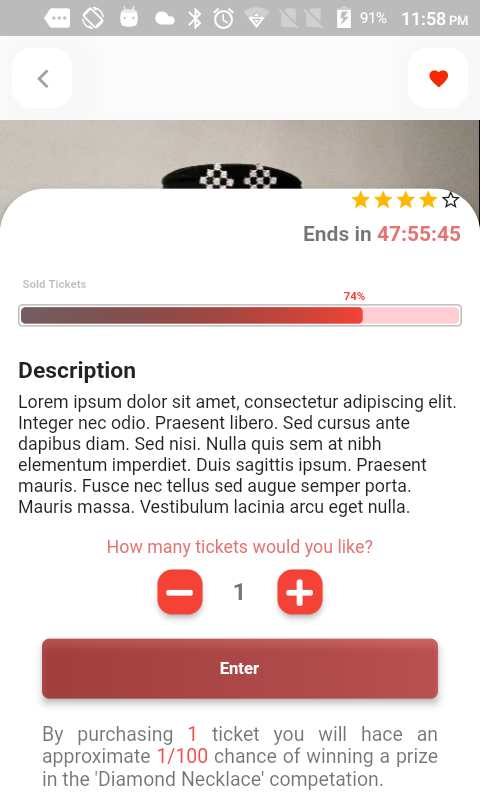 91% 11:58 PM
Ends in 47:55:45
Sold Tickets
74%
Description
Lorem ipsum dolor sit amet, consectetur adipiscing elit.
Integer nec odio. Praesent libero. Sed cursus ante
dapibus diam. Sed nisi. Nulla quis sem at nibh
elementum imperdiet. Duis sagittis ipsum. Praesent
mauris. Fusce nec tellus sed augue semper porta.
Mauris massa. Vestibulum lacinia arcu eget nulla.
How many tickets would you like?
1
Enter
By purchasing 1 ticket you will hace an
approximate 1/100 chance of winning a prize
in the 'Diamond Necklace' competation.